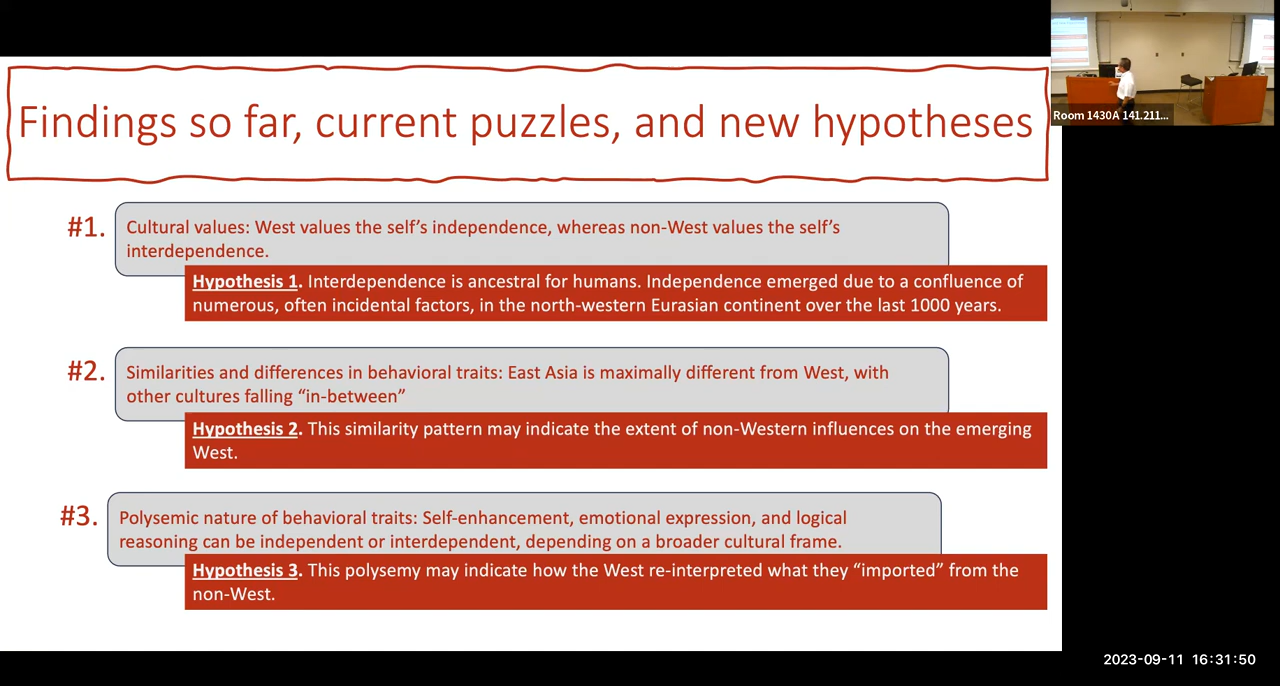 Findings so far, current puzzles, and new hypotheses
Room 1430A 141.211...
#1.
Cultural values: West values the self’s independence, whereas non-West values the self’s
interdependence.
Hypothesis 1. Interdependence is ancestral for humans. Independence emerged due to a confluence of
numerous, often incidental factors, in the north-western Eurasian continent over the last 1000 years.
#2.
Similarities and differences in behavioral traits: East Asia is maximally different from West, with
other cultures falling “in-between”
Hypothesis 2. This similarity pattern may indicate the extent of non-Western influences on the emerging
West.
#3.
Polysemic nature of behavioral traits: Self-enhancement, emotional expression, and logical
reasoning can be independent or interdependent, depending on a broader cultural frame.
Hypothesis 3. This polysemy may indicate how the West re-interpreted what they “imported” from the
non-West.
2023-09-11 16:31:50